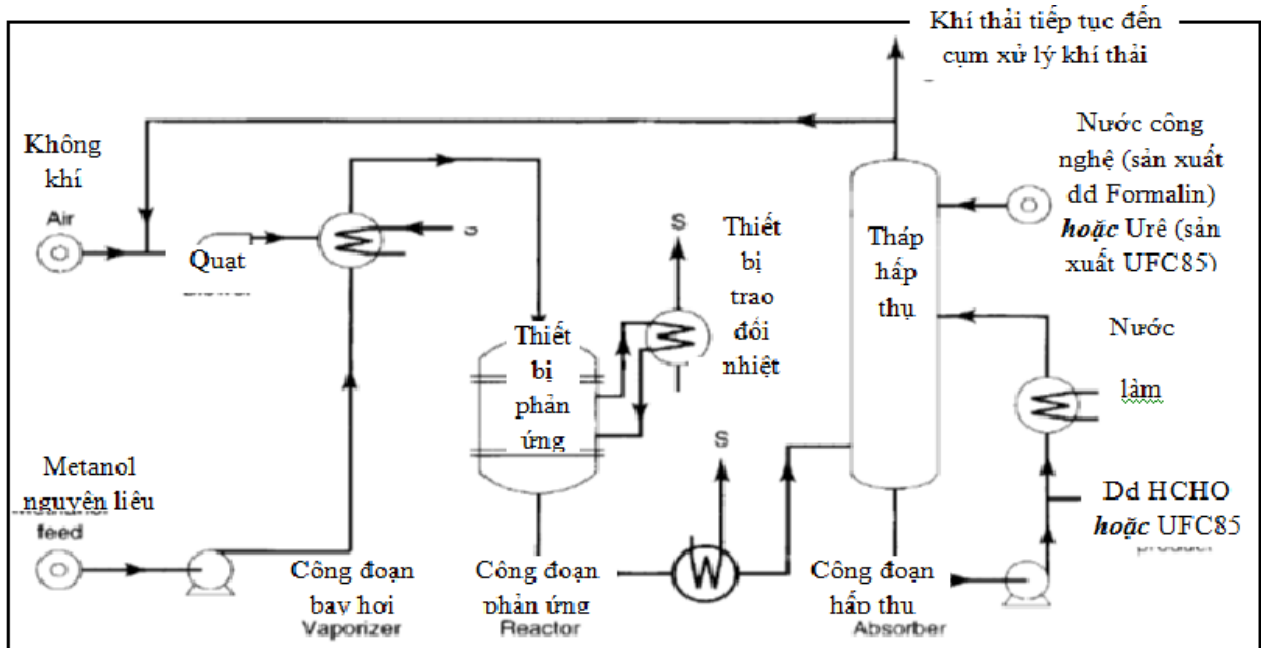 Khí thải tiếp tục đến
cụm xử lý khí thải
Không
khí
Air
Quạt
S
Thiết
bị
phản
ứng
S
Thiết
bị
trao
đổi
nhiệt
Tháp
hấp
thụ
Nước công
nghệ (sản xuất
dd Formalin)
hoặc Urê (sản
xuất UFC85)
Nước
làm
Dd HCHO
hoặc UFC85
product
Metanol
nguyên liêu
feed
S
Công đoạn
bay hơi
Vaporizer
Công đoạn
phản ứng
Reactor
Công đoạn
hấp thu
Absorber